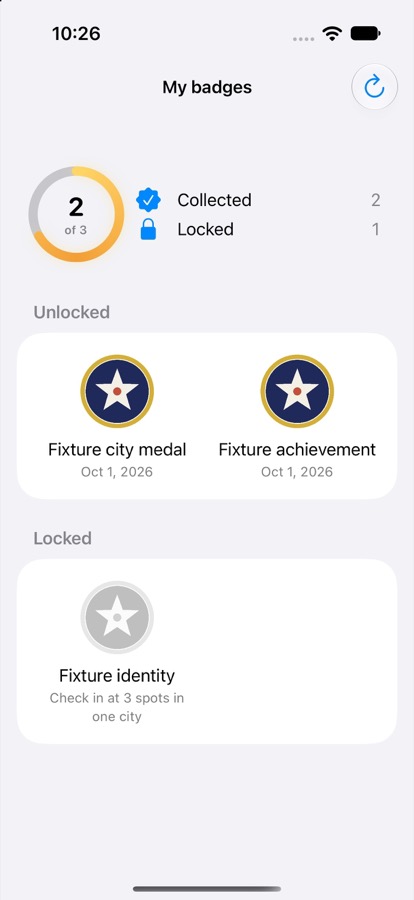 10:26
My badges
2
of 3
Collected 2
Locked 1
Unlocked
Fixture city medal
Oct 1, 2026
Fixture achievement
Oct 1, 2026
Locked
Fixture identity
Check in at 3 spots in
one city